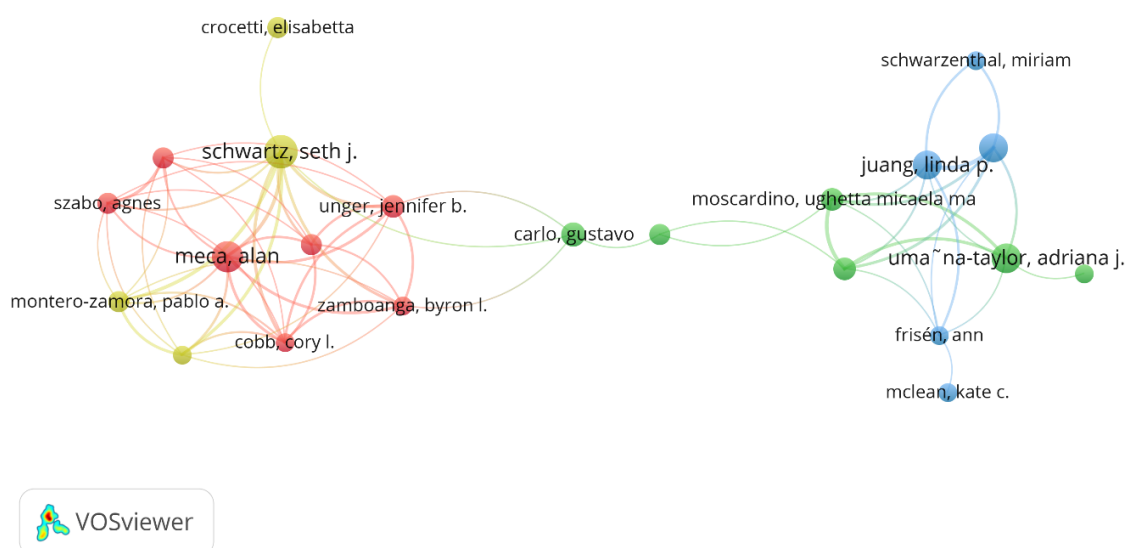 crocetti, elisabetta
schwarzenthal, miriam
schwartz, seth j.
juang, linda p.
szabo, agnes
unger, jennifer b.
moscardino, ughetta micaela ma
carlo, gustavo
meca, alan
uma˜na-taylor, adriana j.
montero-zamora, pablo a.
zamboanga, byron l.
cobb, cory l.
frisén, ann
mclean, kate c.
VOSviewer